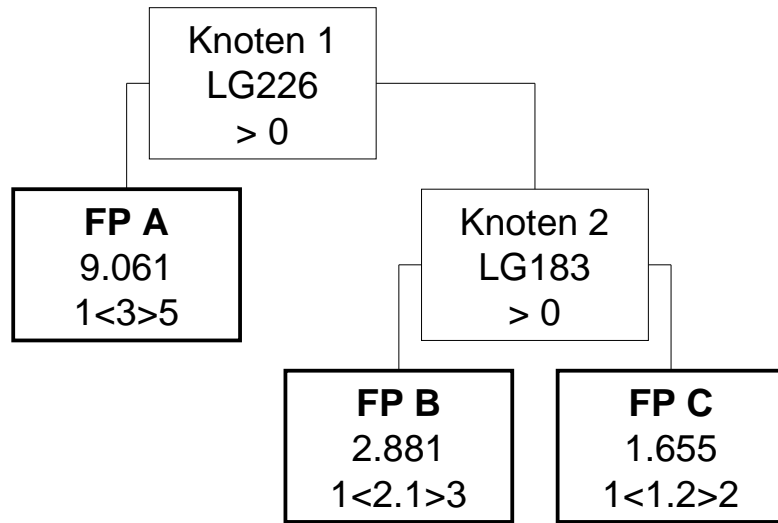 Knoten 1
LG226
> 0
FP A
9.061
1<3>5
Knoten 2
LG183
> 0
FP B
2.881
1<2.1>3
FP C
1.655
1<1.2>2